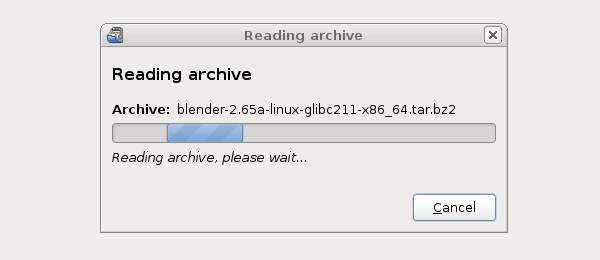 Reading archive
Reading archive
Archive: blender-2.65a-linux-glibc211-x86_64.tar.bz2
Reading archive, please wait...
Cancel